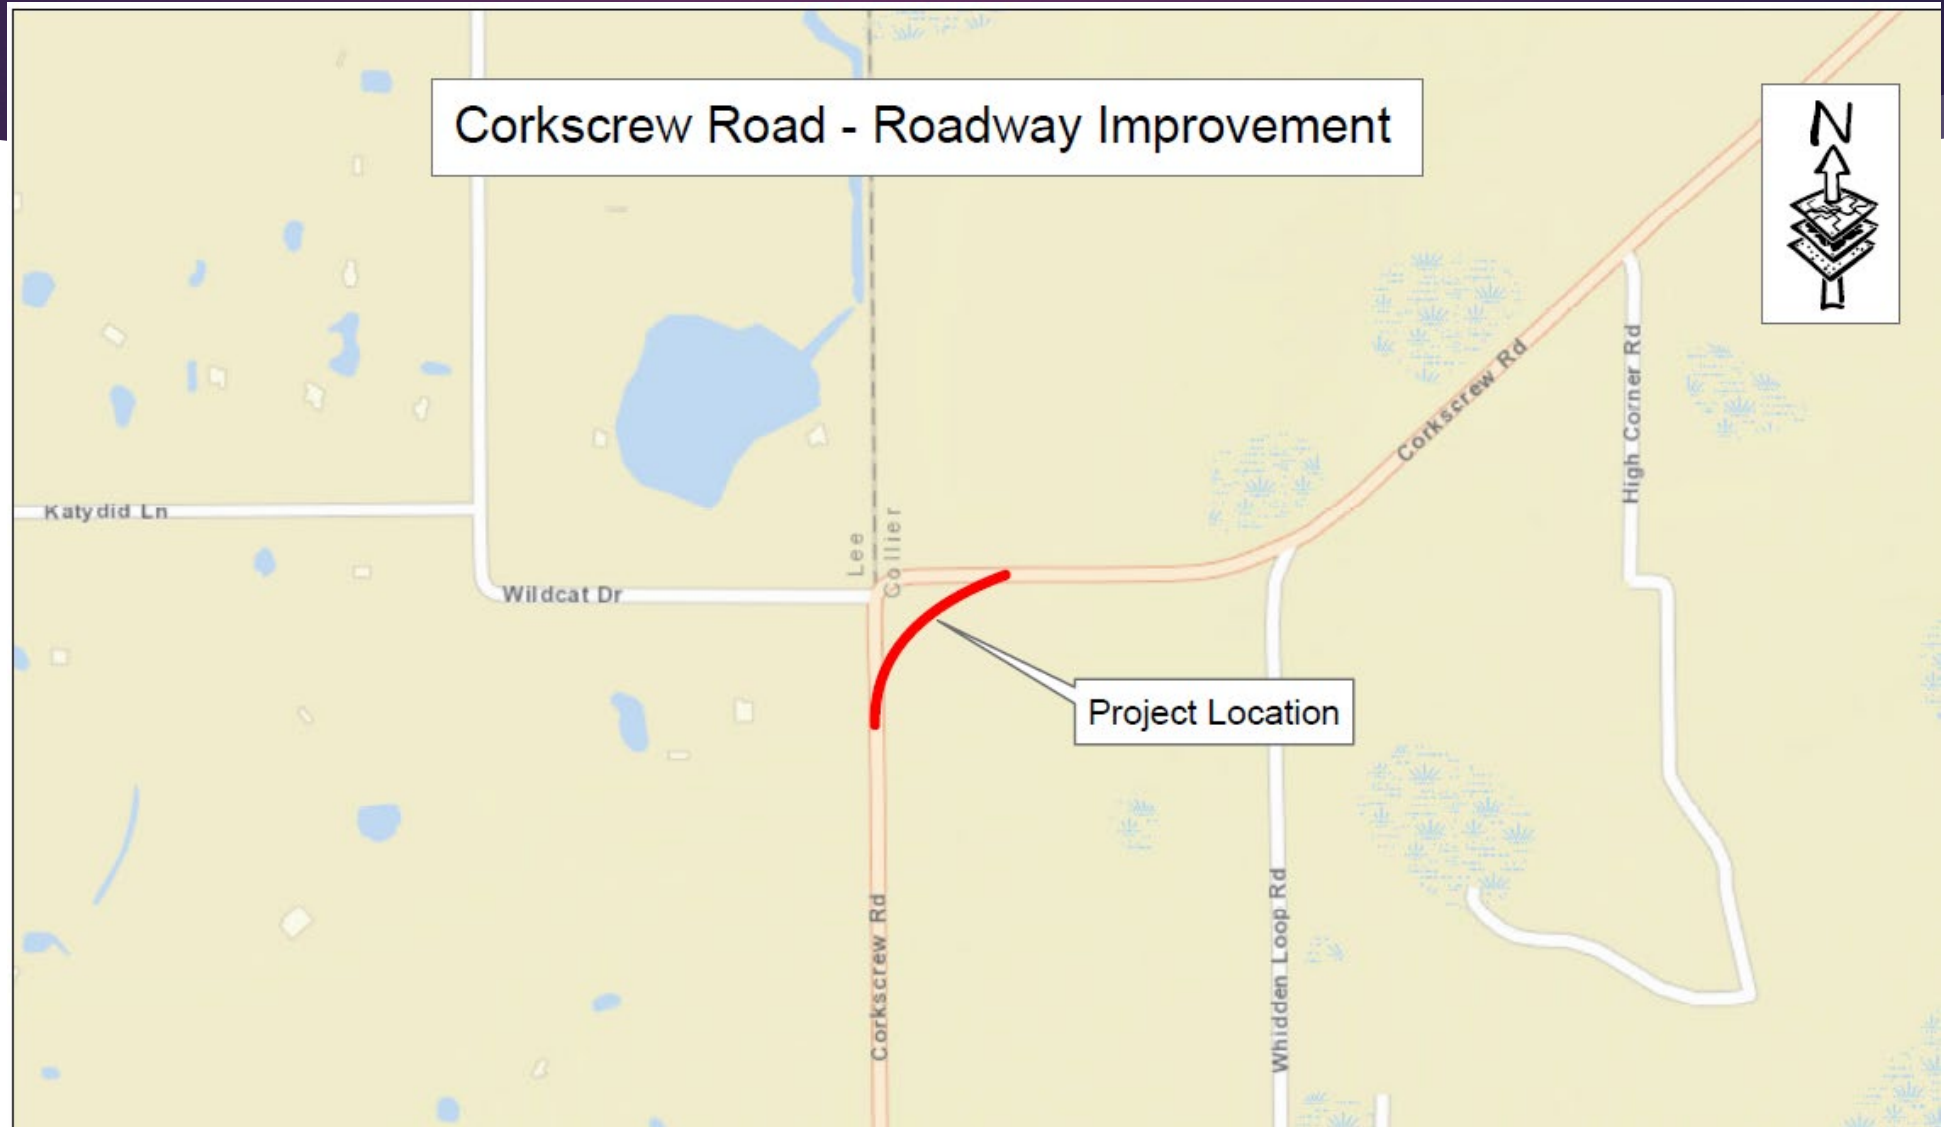 Corkscrew Road - Roadway Improvement
N
Corkscrew Rd
High Corner Rd
Katydid Ln
Lee
Collier
Wildcat Dr
Project Location
Corkscrew Rd
Whidden Loop Rd